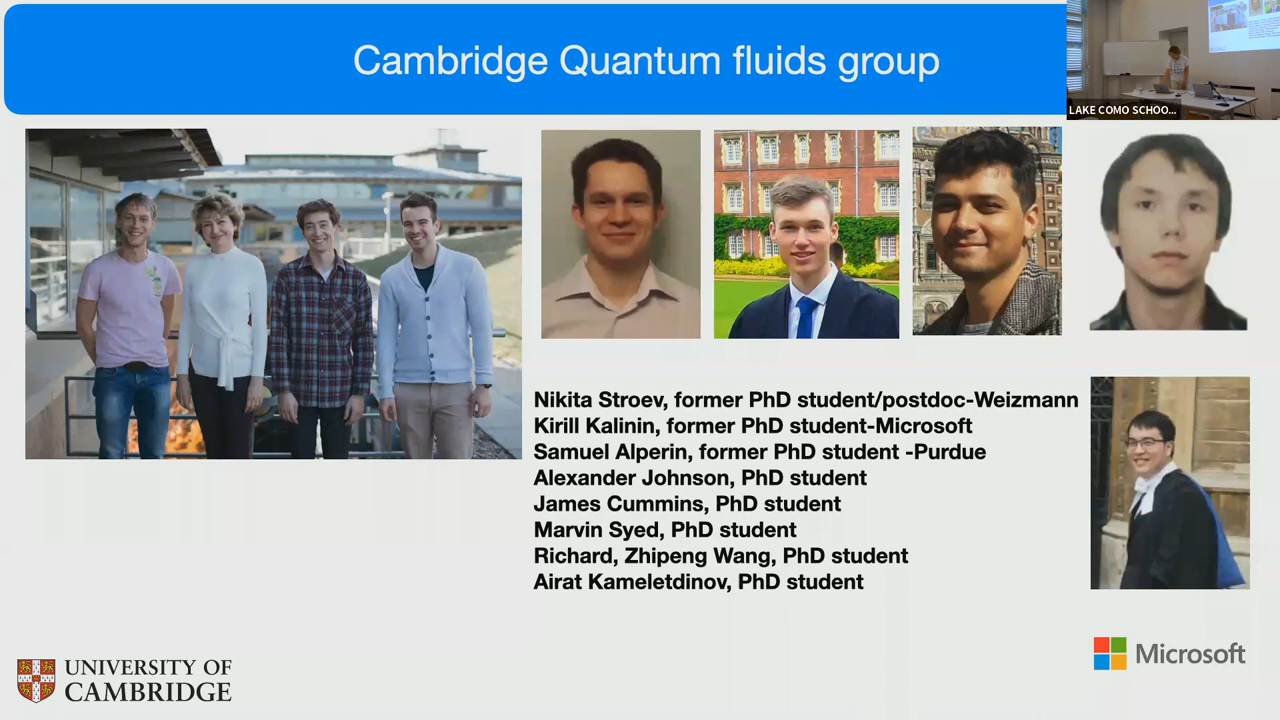 Cambridge Quantum fluids group
LAKE COMO SCHOO...
Nikita Stroev, former PhD student/postdoc-Weizmann
Kirill Kalinin, former PhD student-Microsoft
Samuel Alperin, former PhD student -Purdue
Alexander Johnson, PhD student
James Cummins, PhD student
Marvin Syed, PhD student
Richard, Zhipeng Wang, PhD student
Airat Kameletdinov, PhD student
UNIVERSITY OF
CAMBRIDGE
Microsoft